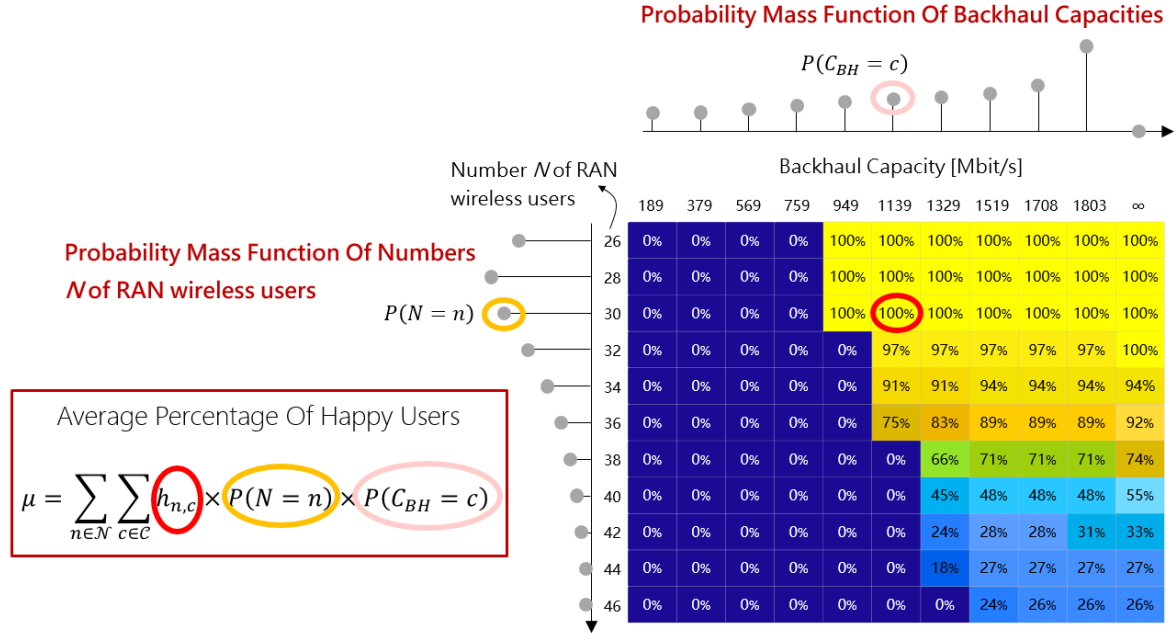 Probability Mass Function Of Backhaul Capacities
P(C_BH = c)
Number N of RAN
wireless users
Backhaul Capacity [Mbit/s]
189 379 569 759 949 1139 1329 1519 1708 1803 ∞
Probability Mass Function Of Numbers
N of RAN wireless users
P(N = n)
26 0% 0% 0% 0% 100% 100% 100% 100% 100% 100% 100%
28 0% 0% 0% 0% 100% 100% 100% 100% 100% 100% 100%
30 0% 0% 0% 0% 100% 100% 100% 100% 100% 100% 100%
32 0% 0% 0% 0% 0% 97% 97% 97% 97% 97% 100%
34 0% 0% 0% 0% 0% 91% 91% 94% 94% 94% 94%
36 0% 0% 0% 0% 0% 75% 83% 89% 89% 89% 92%
38 0% 0% 0% 0% 0% 0% 66% 71% 71% 71% 74%
40 0% 0% 0% 0% 0% 0% 45% 48% 48% 48% 55%
42 0% 0% 0% 0% 0% 0% 24% 28% 28% 31% 33%
44 0% 0% 0% 0% 0% 0% 18% 27% 27% 27% 27%
46 0% 0% 0% 0% 0% 0% 0% 24% 26% 26% 26%
Average Percentage Of Happy Users
μ = ∑_{n∈𝒩} ∑_{c∈𝒞} h_{n,c} × P(N = n) × P(C_BH = c)